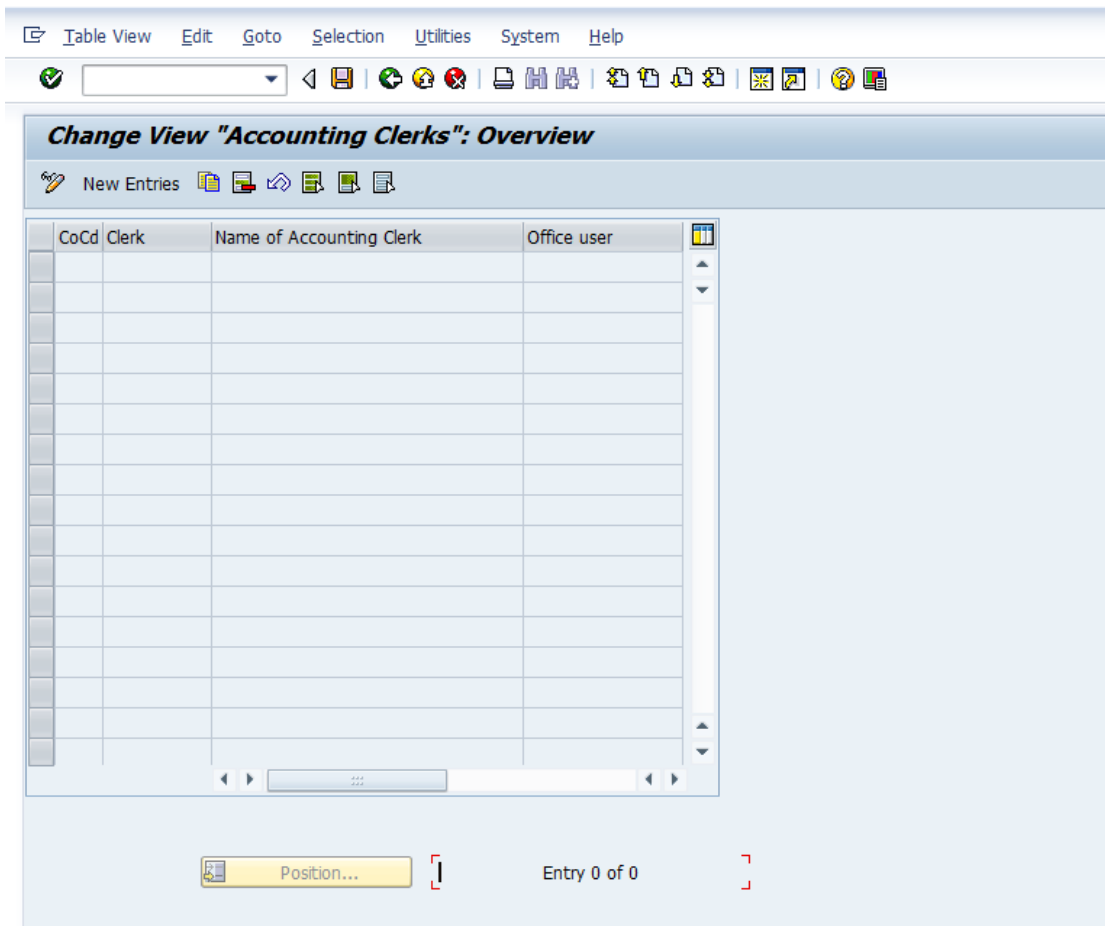 Table View Edit Goto Selection Utilities System Help
Change View "Accounting Clerks": Overview
New Entries
CoCd Clerk Name of Accounting Clerk Office user
Position... Entry 0 of 0